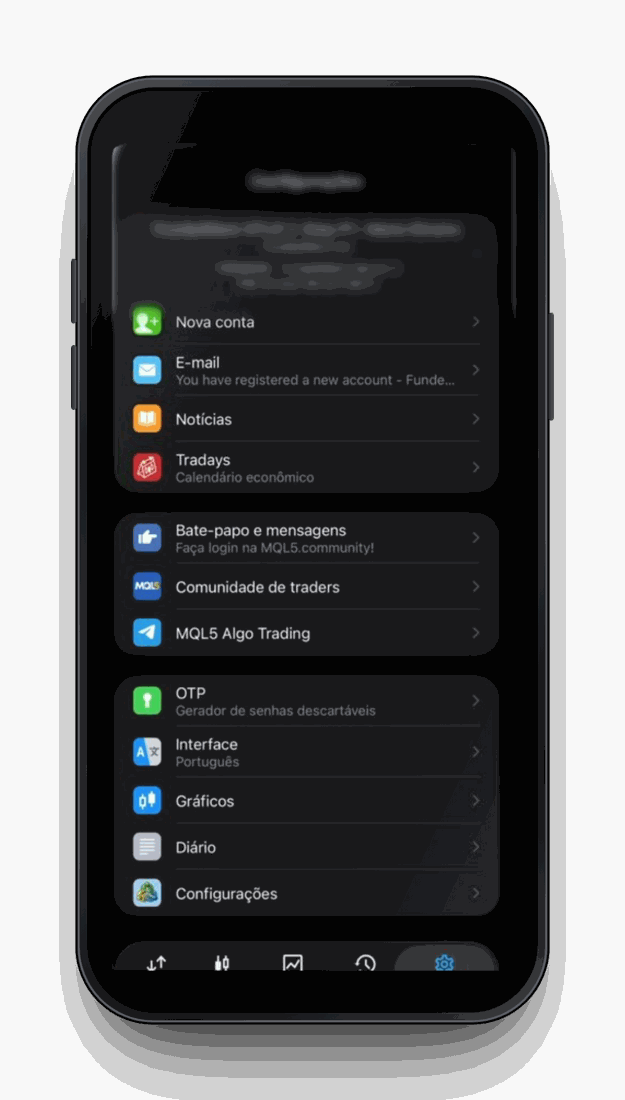 Nova conta
E-mail
You have registered a new account - Funde...
Notícias
Tradays
Calendário econômico
Bate-papo e mensagens
Faça login na MQL5.community!
MQL5
Comunidade de traders
MQL5 Algo Trading
OTP
Gerador de senhas descartáveis
A 文
Interface
Português
Gráficos
Diário
Configurações